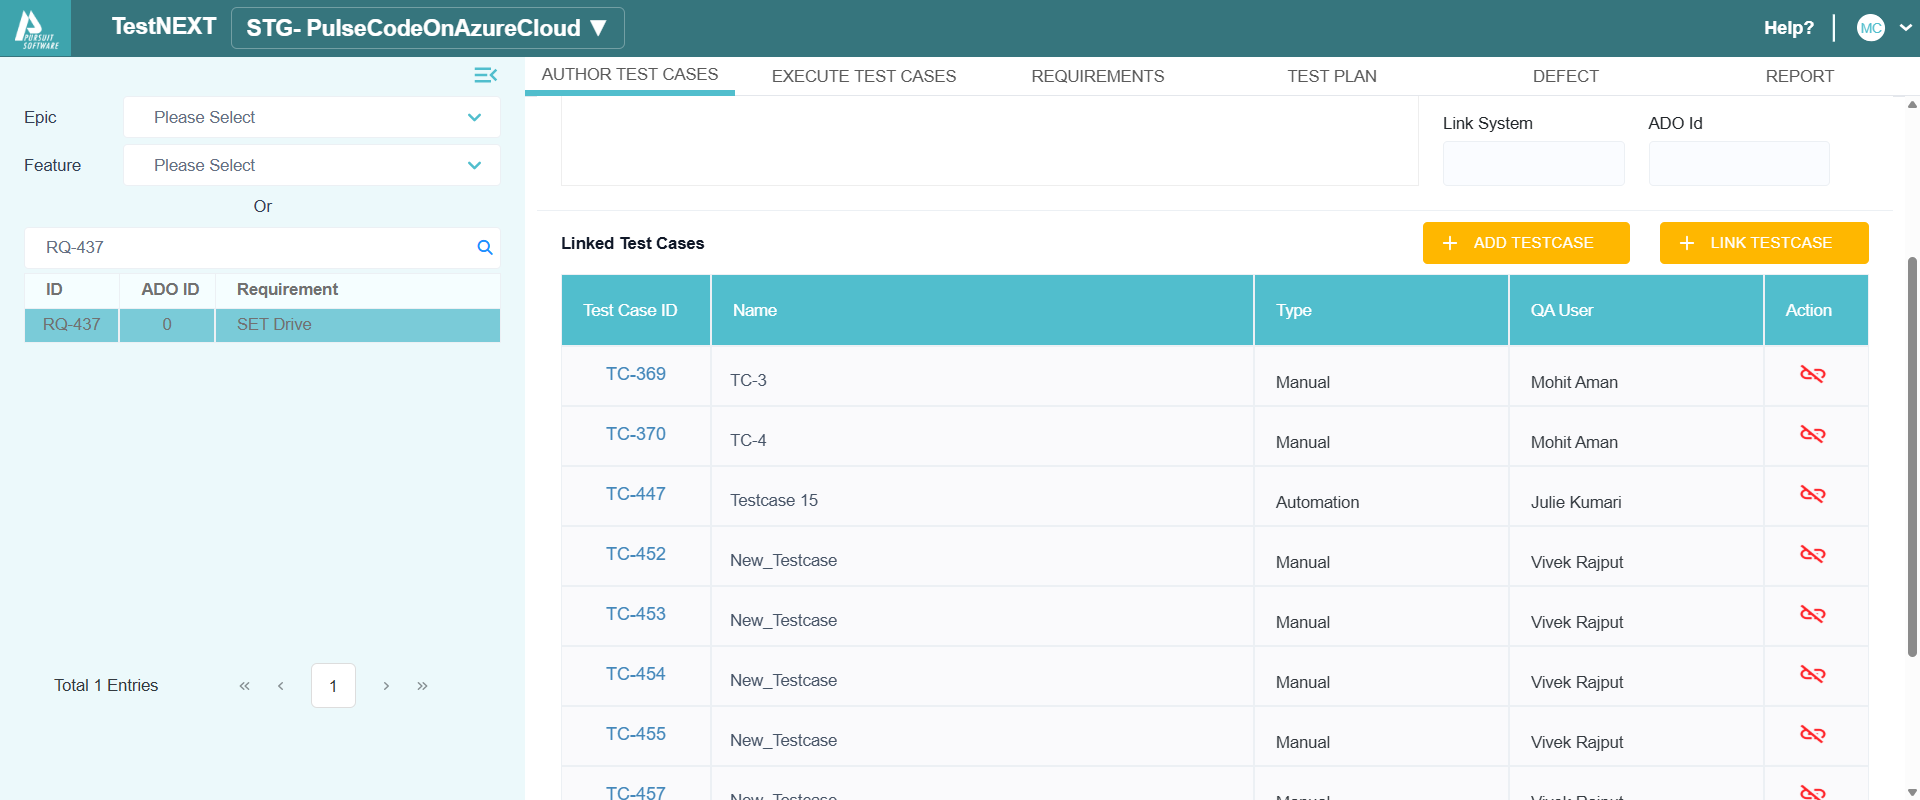 PURSUIT
SOFTWARE
TestNEXT
STG- PulseCodeOnAzureCloud ▼
Help?
MC
AUTHOR TEST CASES
EXECUTE TEST CASES
REQUIREMENTS
TEST PLAN
DEFECT
REPORT
Epic
Please Select
Feature
Please Select
Or
RQ-437
ID ADO ID Requirement
RQ-437 0 SET Drive
Total 1 Entries
« ‹ 1 › »
Link System
ADO Id
Linked Test Cases
+ ADD TESTCASE
+ LINK TESTCASE
Test Case ID Name Type QA User Action
TC-369 TC-3 Manual Mohit Aman
TC-370 TC-4 Manual Mohit Aman
TC-447 Testcase 15 Automation Julie Kumari
TC-452 New_Testcase Manual Vivek Rajput
TC-453 New_Testcase Manual Vivek Rajput
TC-454 New_Testcase Manual Vivek Rajput
TC-455 New_Testcase Manual Vivek Rajput
TC-457 New_Testcase Manual Vivek Rajput